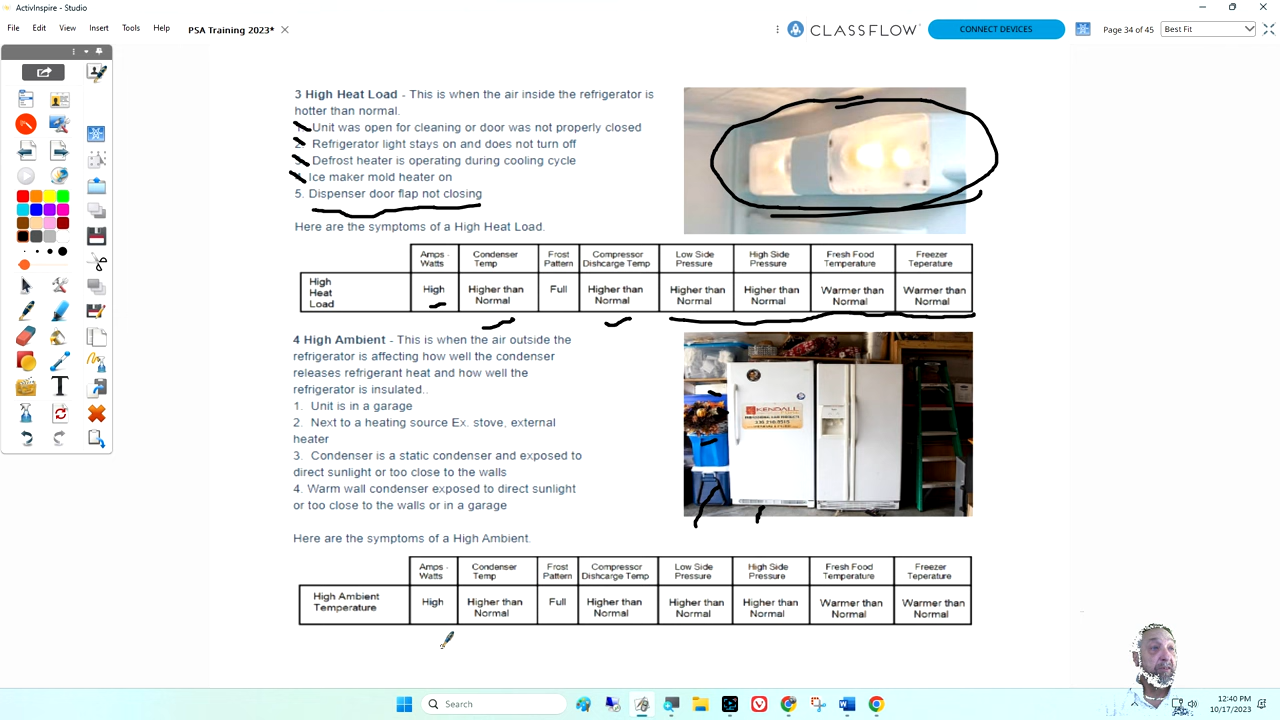 ActivInspire - Studio
File Edit View Insert Tools Help PSA Training 2023* CLASSFLOW CONNECT DEVICES Page 34 of 45 Best Fit
3 High Heat Load - This is when the air inside the refrigerator is
hotter than normal.
1. Unit was open for cleaning or door was not properly closed
2. Refrigerator light stays on and does not turn off
3. Defrost heater is operating during cooling cycle
4. Ice maker mold heater on
5. Dispenser door flap not closing
Here are the symptoms of a High Heat Load.
Amps - Condenser Frost Compressor Low Side High Side Fresh Food Freezer
Watts Temp Pattern Dishcarge Temp Pressure Pressure Temperature Teperature
High High Higher than Full Higher than Higher than Higher than Warmer than Warmer than
Heat Normal Normal Normal Normal Normal Normal
Load
4 High Ambient - This is when the air outside the
refrigerator is affecting how well the condenser
releases refrigerant heat and how well the
refrigerator is insulated..
1. Unit is in a garage
2. Next to a heating source Ex. stove, external
heater
3. Condenser is a static condenser and exposed to
direct sunlight or too close to the walls
4. Warm wall condenser exposed to direct sunlight
or too close to the walls or in a garage
KENDALL
Here are the symptoms of a High Ambient.
Amps - Condenser Frost Compressor Low Side High Side Fresh Food Freezer
Watts Temp Pattern Dishcarge Temp Pressure Pressure Temperature Teperature
High Ambient High Higher than Full Higher than Higher than Higher than Warmer than Warmer than
Temperature Normal Normal Normal Normal Normal Normal
Search
12:40 PM
10/17/2023